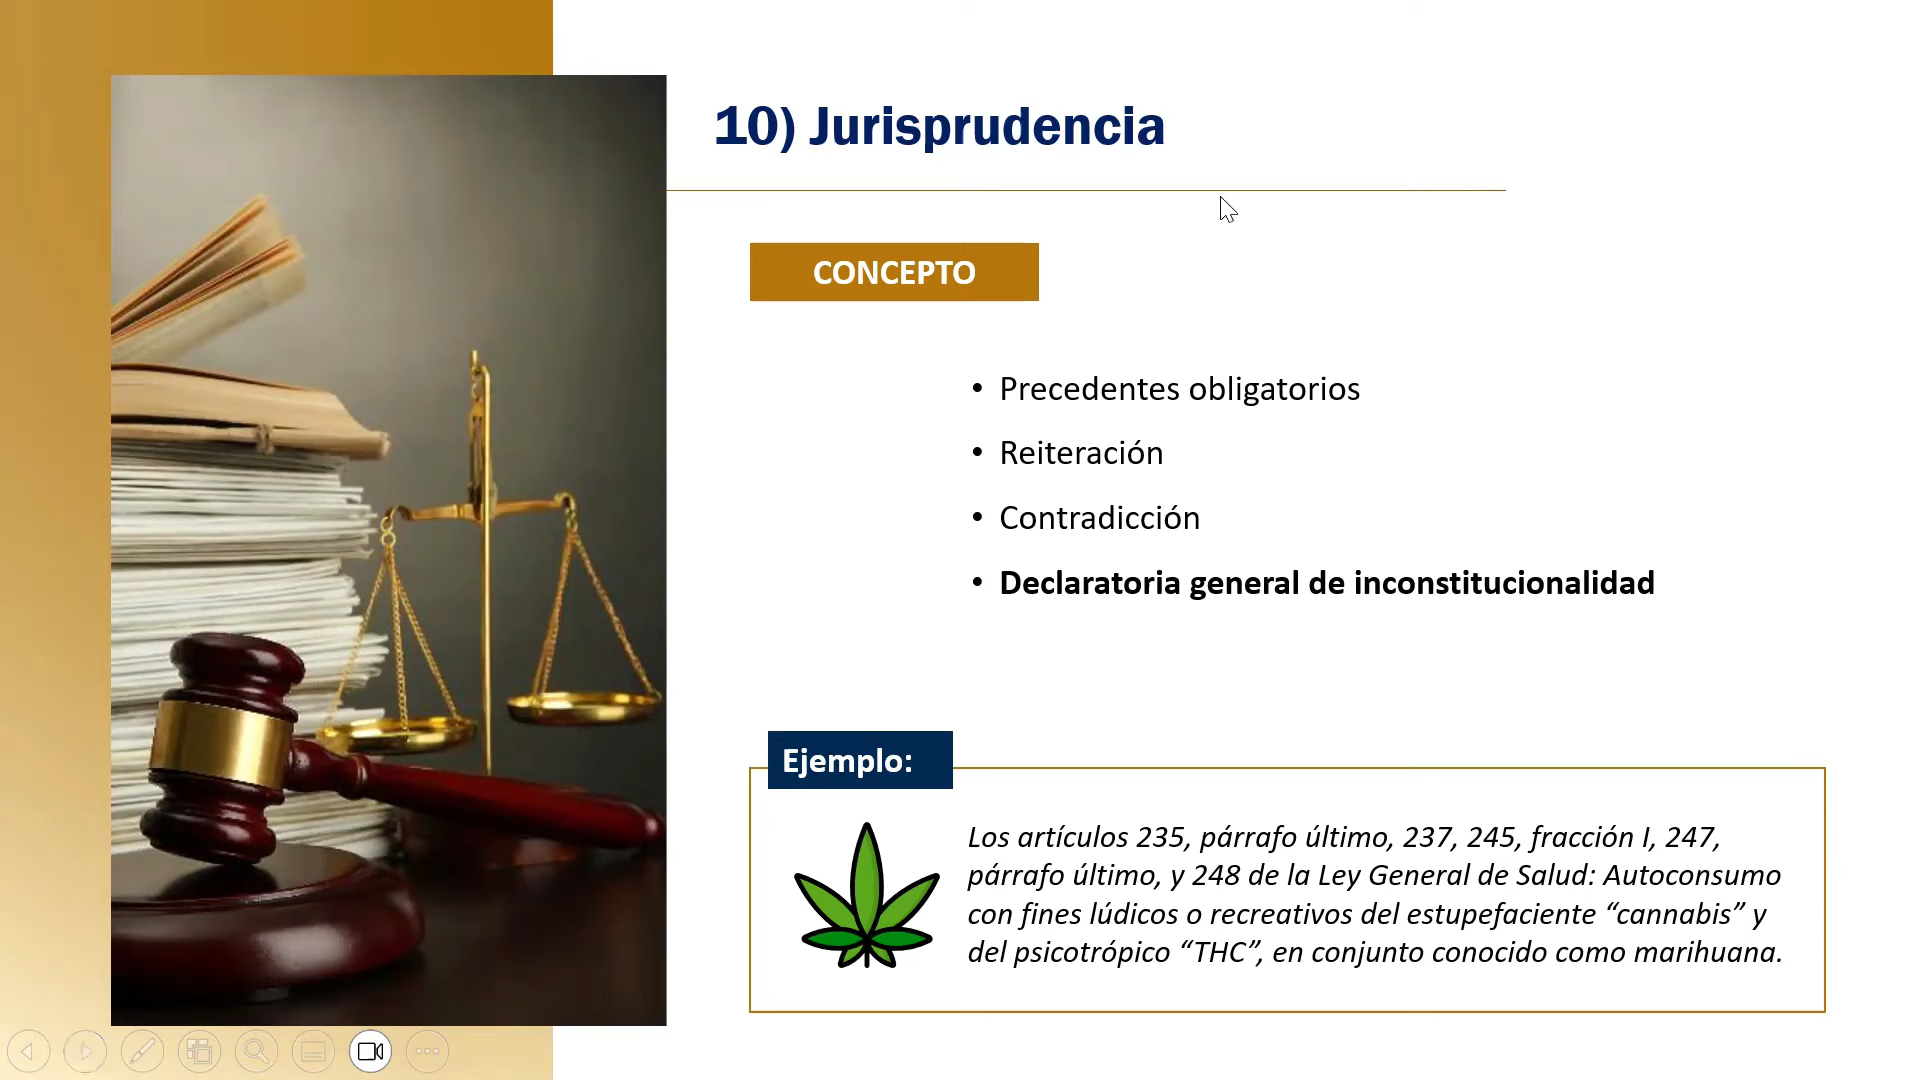 10) Jurisprudencia
CONCEPTO
• Precedentes obligatorios
• Reiteración
• Contradicción
• Declaratoria general de inconstitucionalidad
Ejemplo:
Los artículos 235, párrafo último, 237, 245, fracción I, 247,
párrafo último, y 248 de la Ley General de Salud: Autoconsumo
con fines lúdicos o recreativos del estupefaciente “cannabis” y
del psicotrópico “THC”, en conjunto conocido como marihuana.